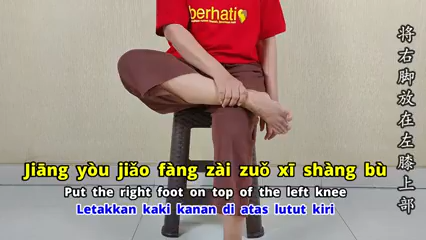 berhati
将右脚放在左膝上部
Jiāng yòu jiǎo fàng zài zuǒ xī shàng bù
Put the right foot on top of the left knee
Letakkan kaki kanan di atas lutut kiri